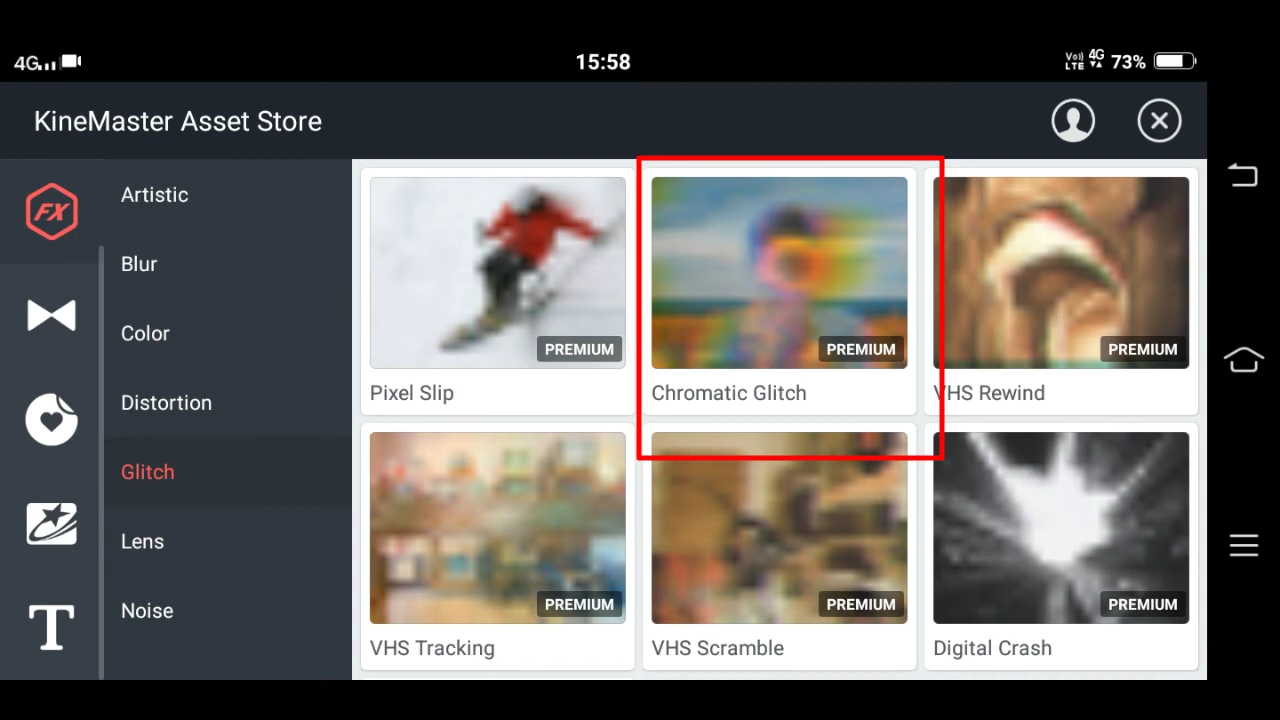 4G
15:58
Vo)) LTE 4G 73%
KineMaster Asset Store
FX
Artistic
Blur
Color
Distortion
Glitch
Lens
Noise
T
PREMIUM
PREMIUM
PREMIUM
Pixel Slip
Chromatic Glitch
VHS Rewind
PREMIUM
PREMIUM
PREMIUM
VHS Tracking
VHS Scramble
Digital Crash